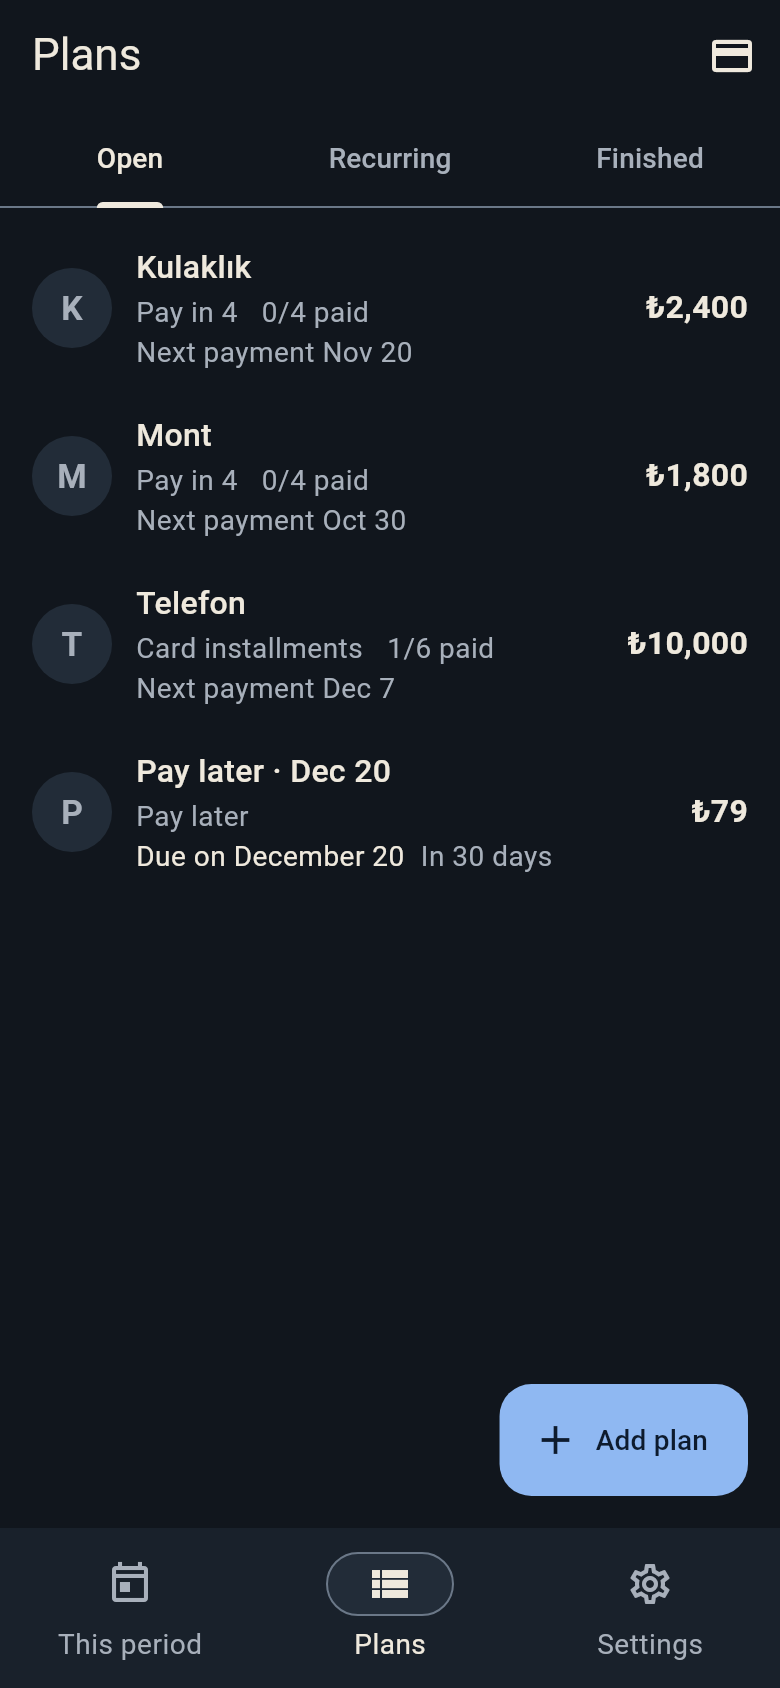 Plans
Open Recurring Finished
K
Kulaklık
Pay in 4 0/4 paid
Next payment Nov 20
₺2,400
M
Mont
Pay in 4 0/4 paid
Next payment Oct 30
₺1,800
T
Telefon
Card installments 1/6 paid
Next payment Dec 7
₺10,000
P
Pay later · Dec 20
Pay later
Due on December 20 In 30 days
₺79
Add plan
This period Plans Settings